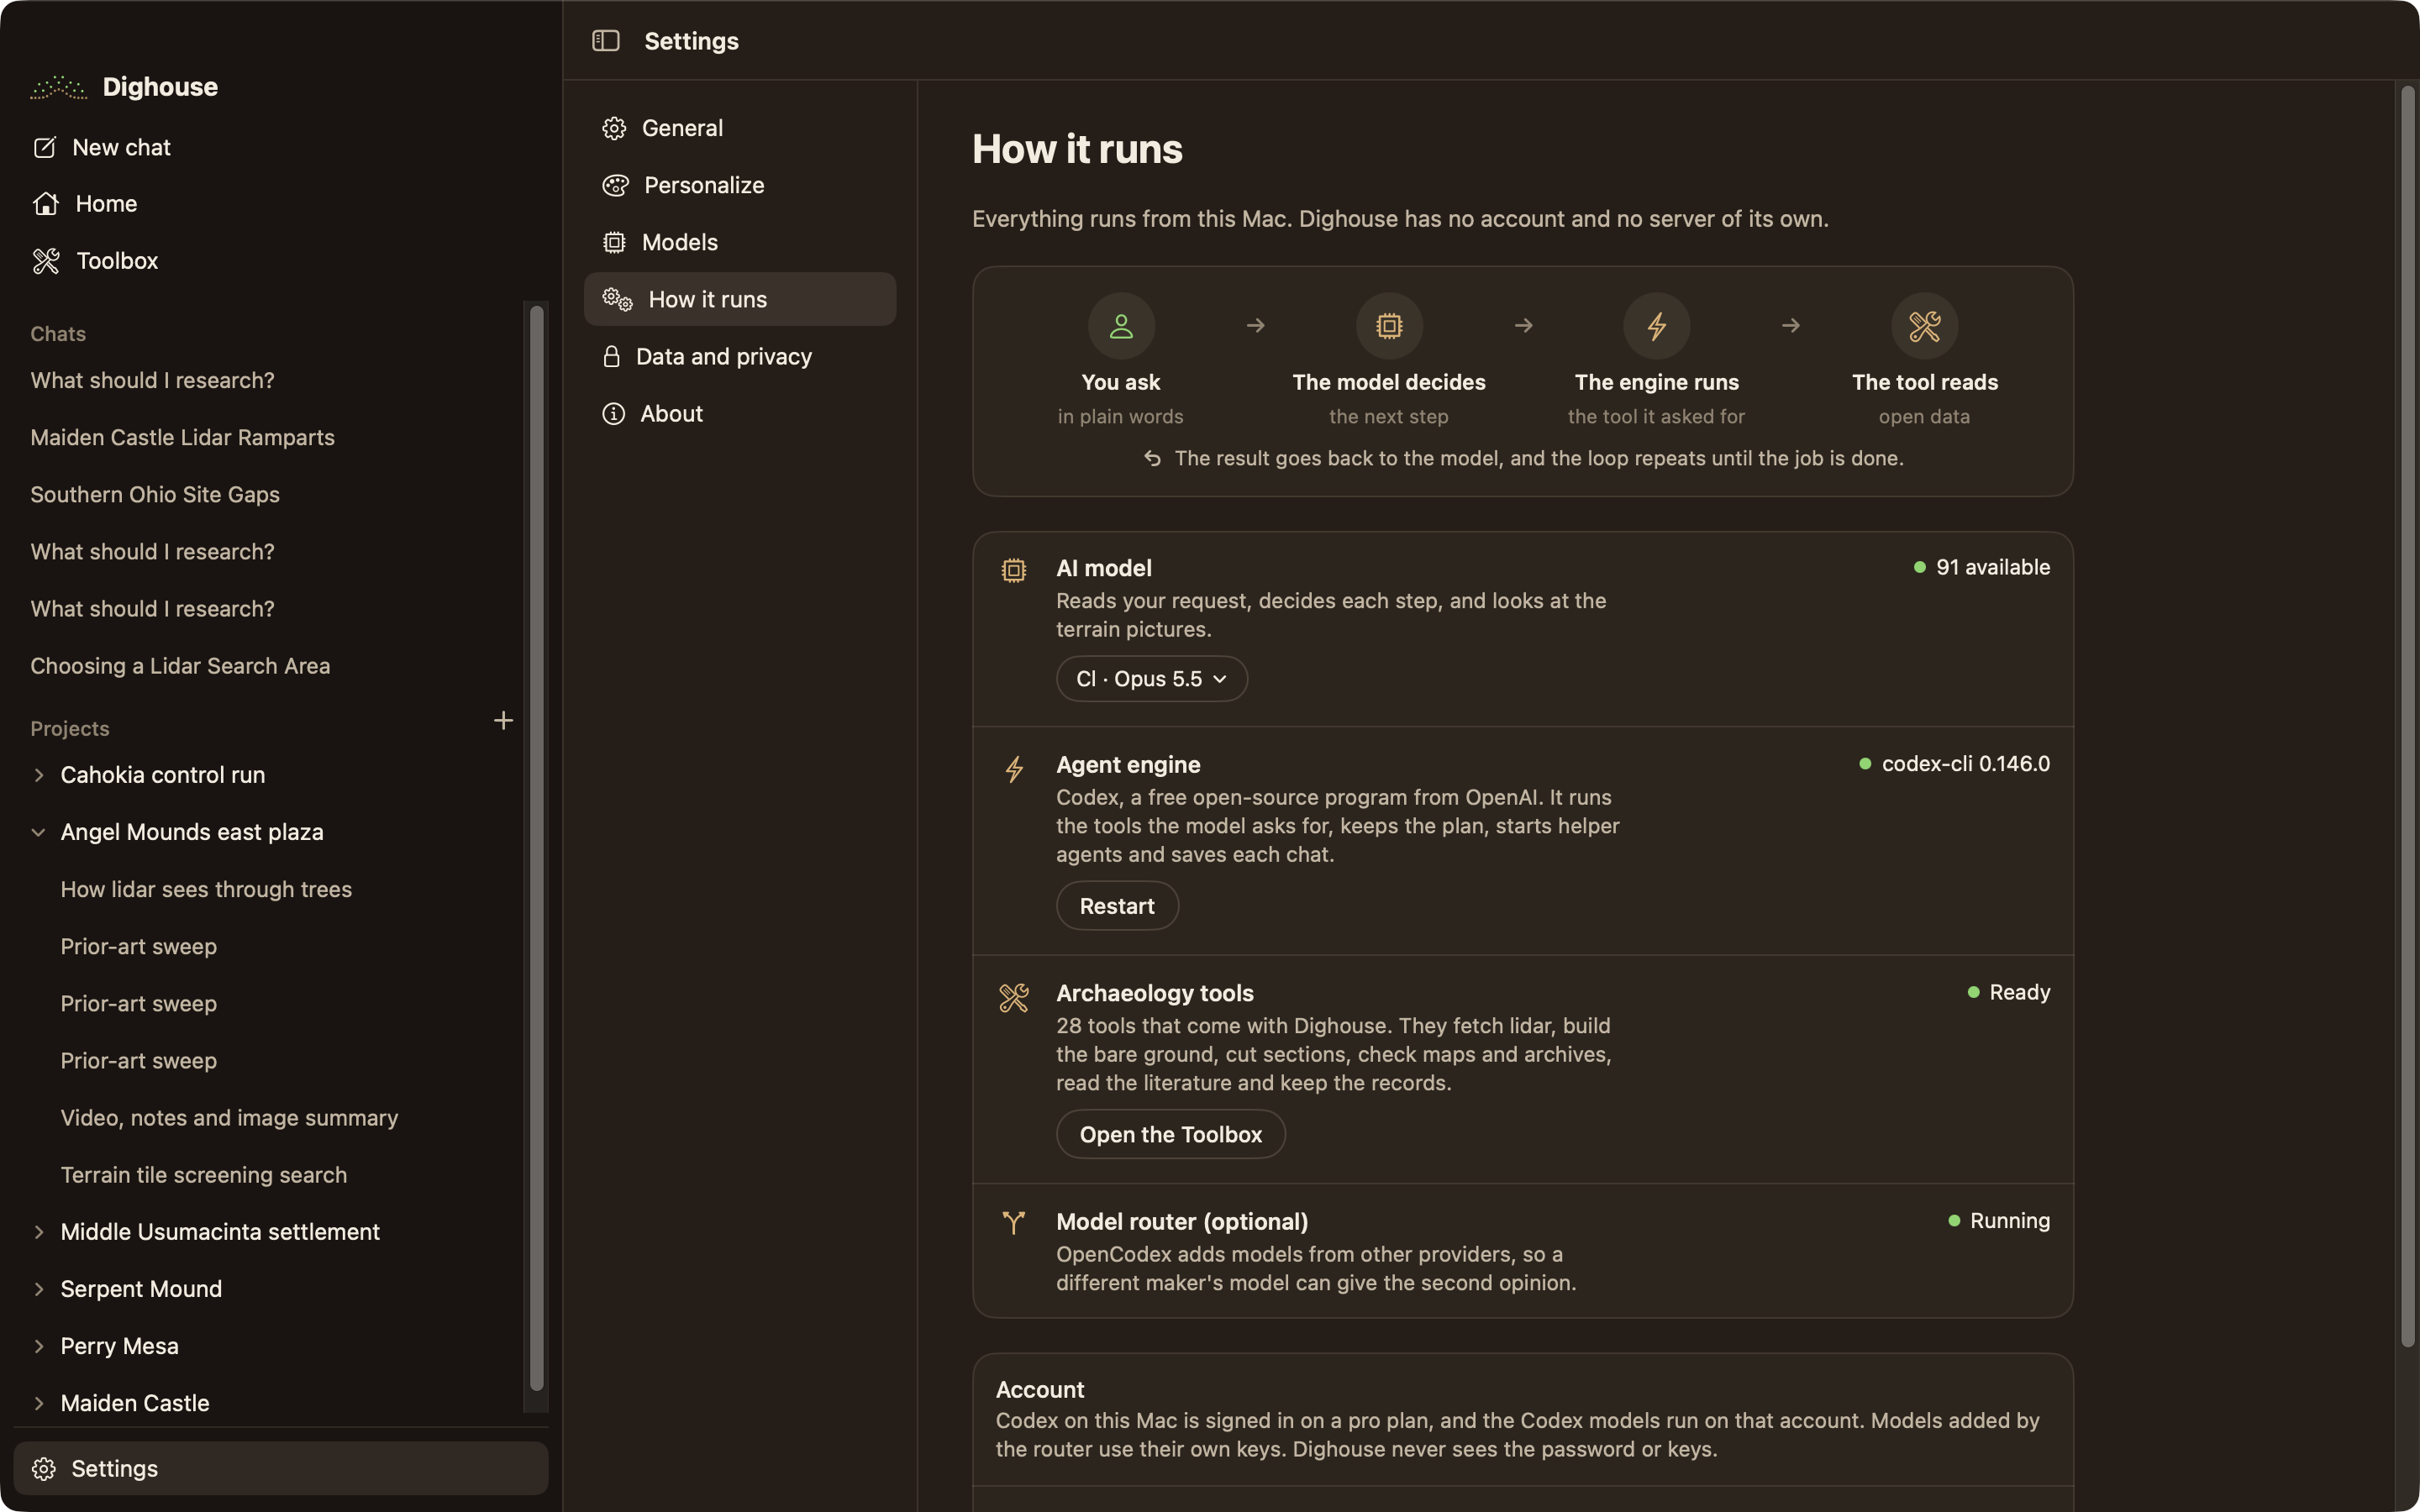 Dighouse
New chat
Home
Toolbox
Chats
What should I research?
Maiden Castle Lidar Ramparts
Southern Ohio Site Gaps
What should I research?
What should I research?
Choosing a Lidar Search Area
Projects
Cahokia control run
Angel Mounds east plaza
How lidar sees through trees
Prior-art sweep
Prior-art sweep
Prior-art sweep
Video, notes and image summary
Terrain tile screening search
Middle Usumacinta settlement
Serpent Mound
Perry Mesa
Maiden Castle
Settings
Settings
General
Personalize
Models
How it runs
Data and privacy
About
How it runs
Everything runs from this Mac. Dighouse has no account and no server of its own.
You ask
in plain words
The model decides
the next step
The engine runs
the tool it asked for
The tool reads
open data
The result goes back to the model, and the loop repeats until the job is done.
AI model
91 available
Reads your request, decides each step, and looks at the
terrain pictures.
Cl · Opus 5.5
Agent engine
codex-cli 0.146.0
Codex, a free open-source program from OpenAI. It runs
the tools the model asks for, keeps the plan, starts helper
agents and saves each chat.
Restart
Archaeology tools
Ready
28 tools that come with Dighouse. They fetch lidar, build
the bare ground, cut sections, check maps and archives,
read the literature and keep the records.
Open the Toolbox
Model router (optional)
Running
OpenCodex adds models from other providers, so a
different maker's model can give the second opinion.
Account
Codex on this Mac is signed in on a pro plan, and the Codex models run on that account. Models added by
the router use their own keys. Dighouse never sees the password or keys.